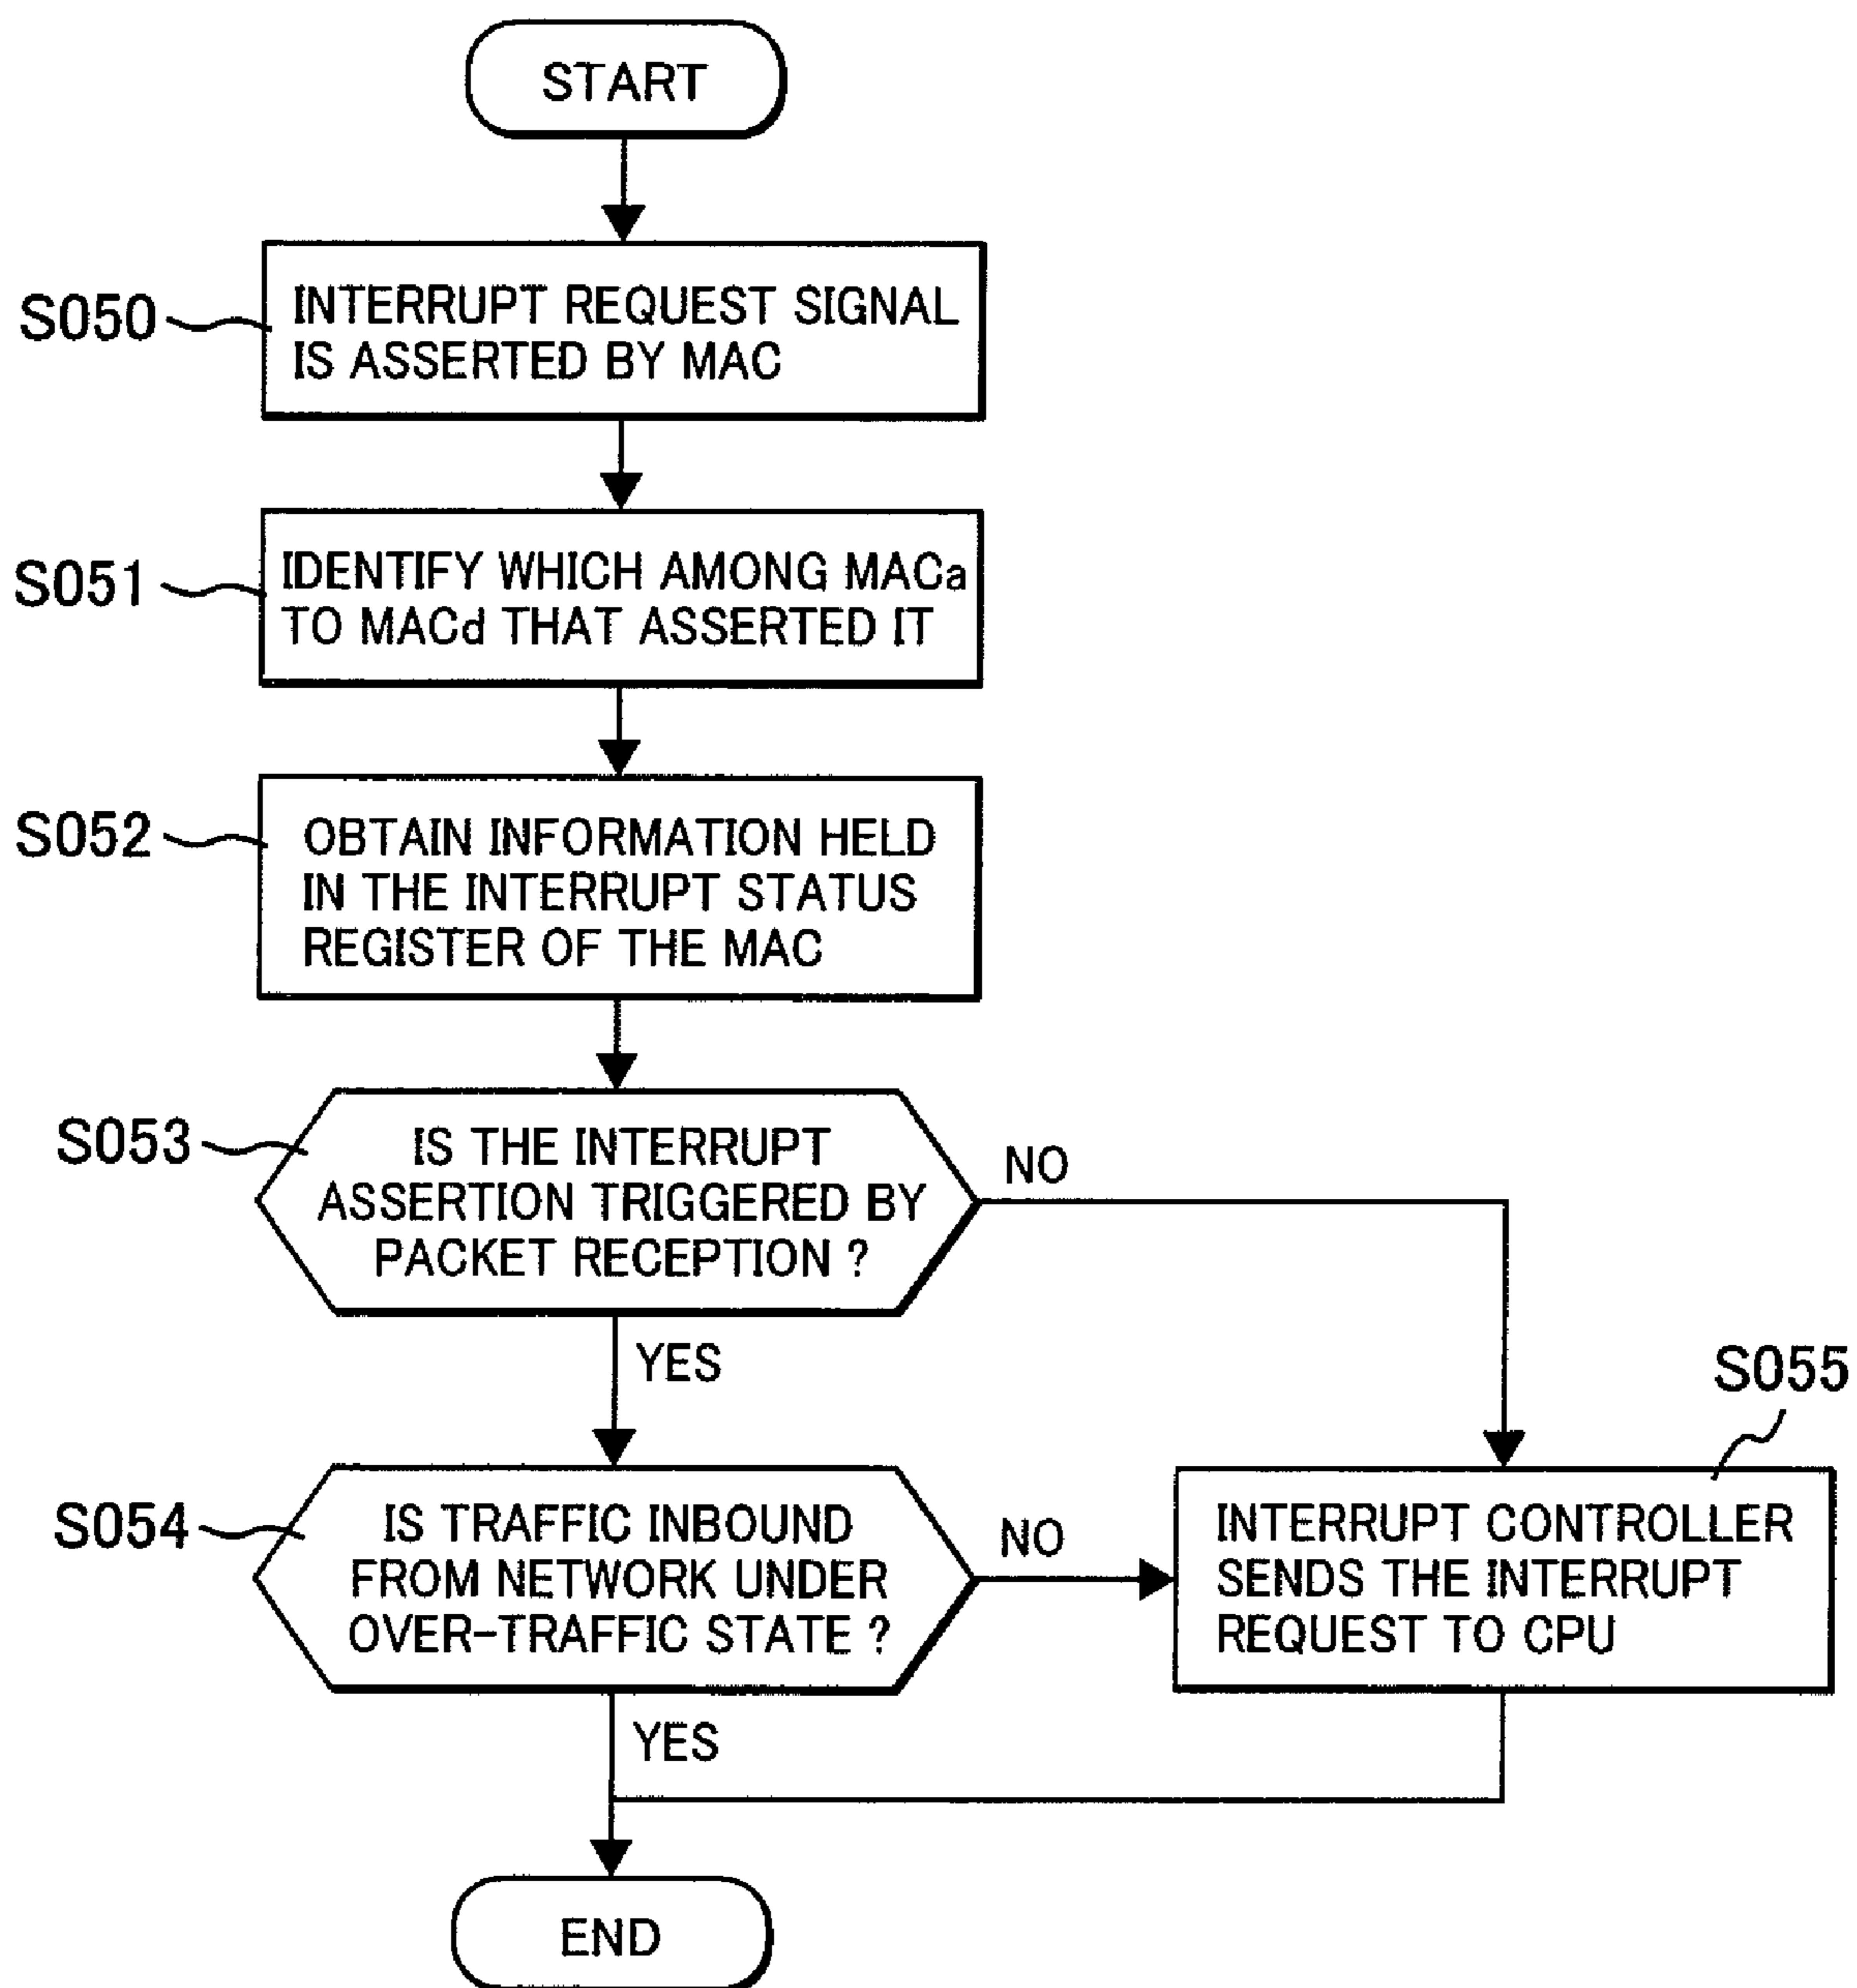 START
S050
INTERRUPT REQUEST SIGNAL
IS ASSERTED BY MAC
S051
IDENTIFY WHICH AMONG MACa
TO MACd THAT ASSERTED IT
S052
OBTAIN INFORMATION HELD
IN THE INTERRUPT STATUS
REGISTER OF THE MAC
S053
IS THE INTERRUPT
ASSERTION TRIGGERED BY
PACKET RECEPTION ?
NO
YES
S054
IS TRAFFIC INBOUND
FROM NETWORK UNDER
OVER-TRAFFIC STATE ?
NO
YES
S055
INTERRUPT CONTROLLER
SENDS THE INTERRUPT
REQUEST TO CPU
END